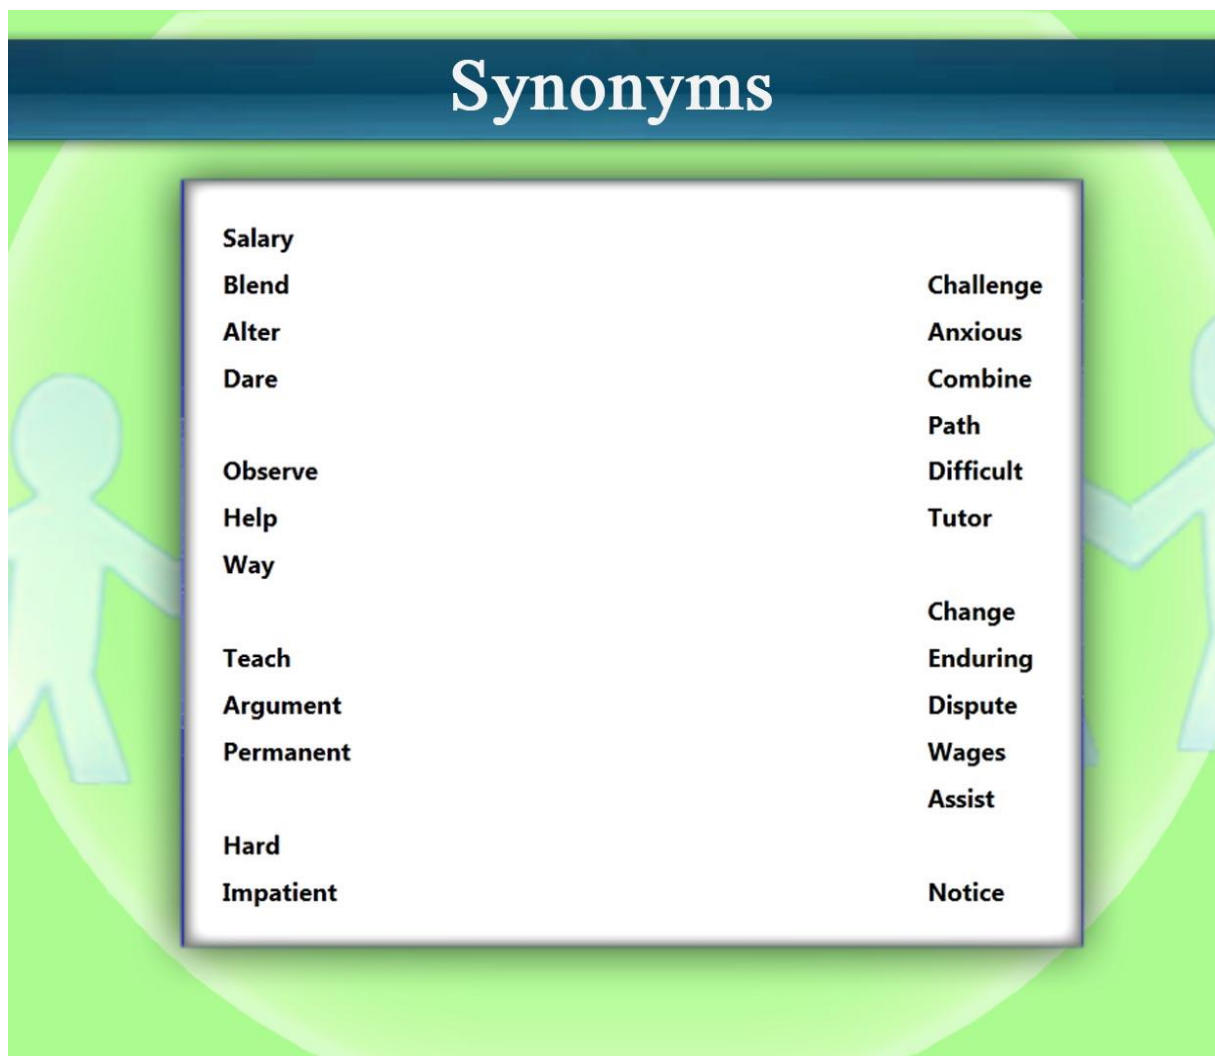 Synonyms
Salary
Blend Challenge
Alter Anxious
Dare Combine
Path
Observe Difficult
Help Tutor
Way
Change
Teach Enduring
Argument Dispute
Permanent Wages
Assist
Hard
Impatient Notice